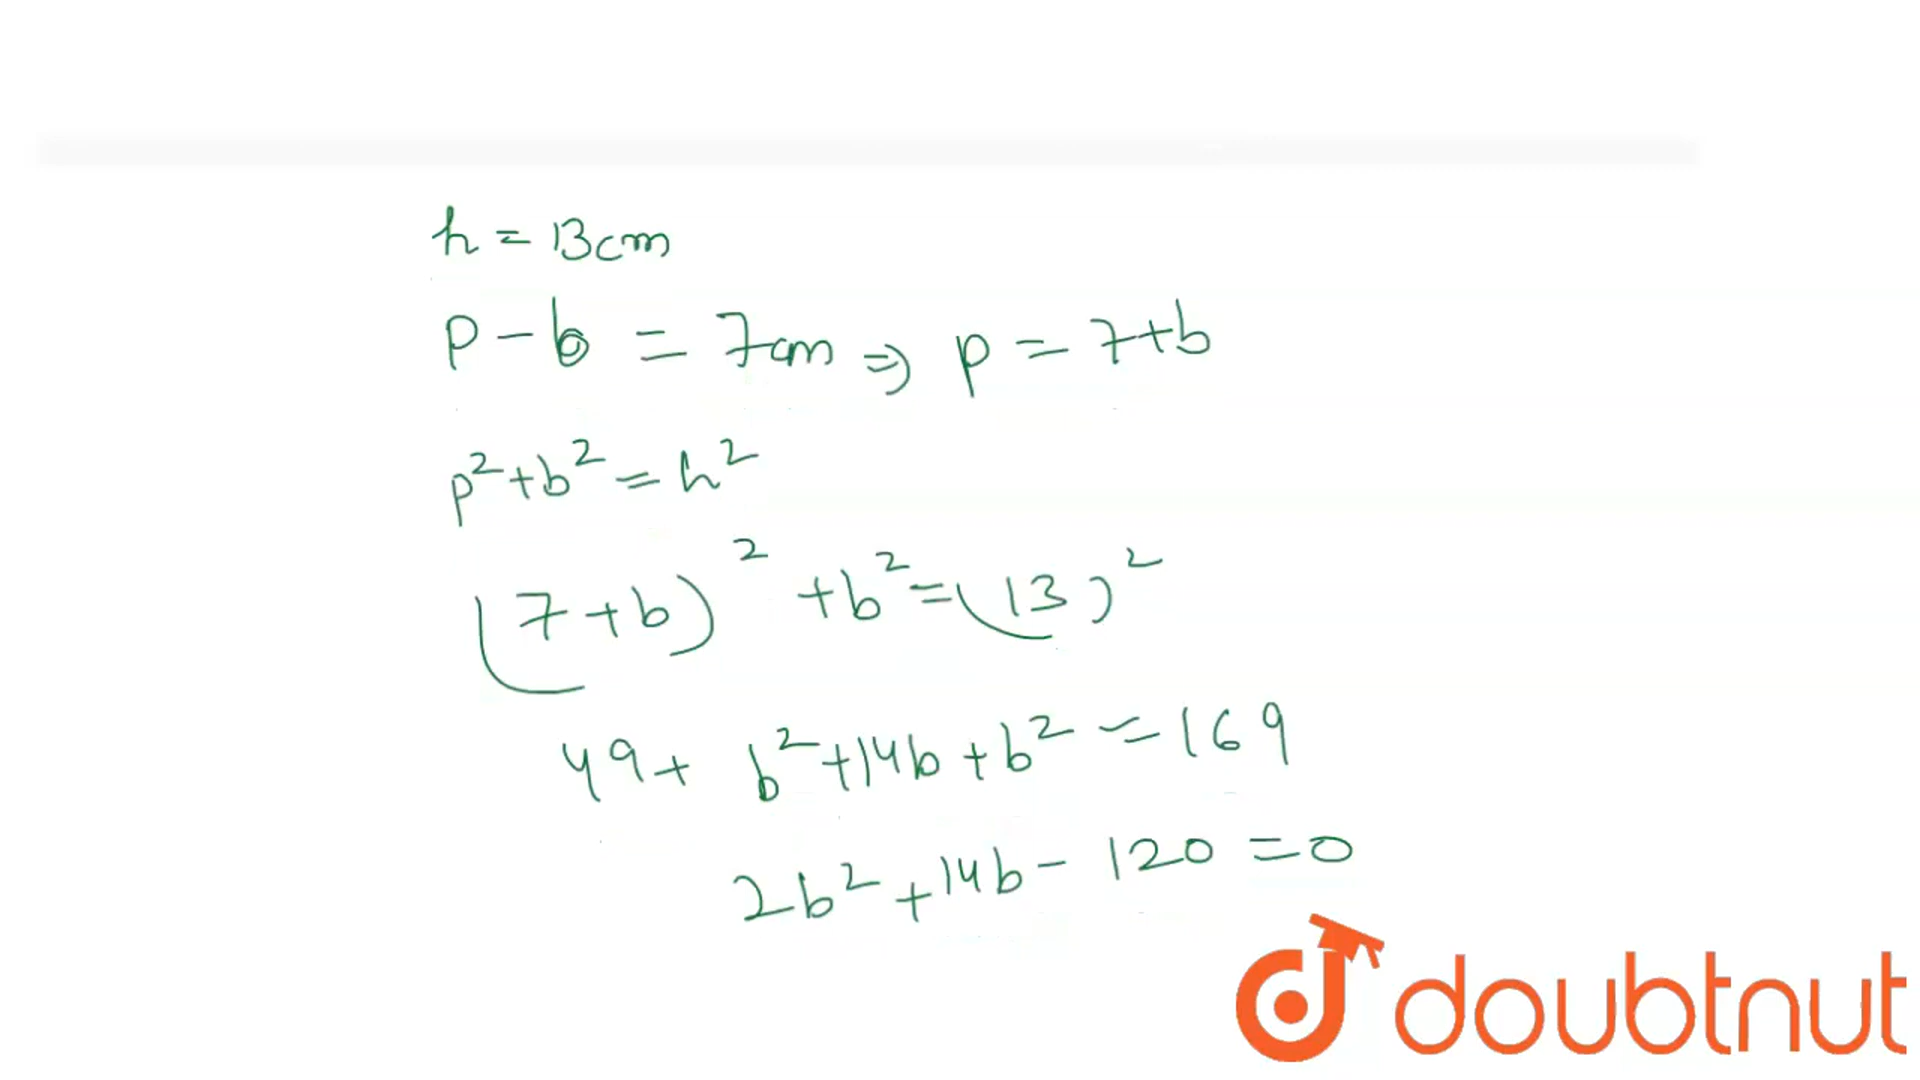 h = 13cm
p - b = 7cm ⇒ p = 7+b
p² + b² = h²
(7+b)² + b² = (13)²
49 + b² + 14b + b² = 169
2b² + 14b - 120 = 0
doubtnut